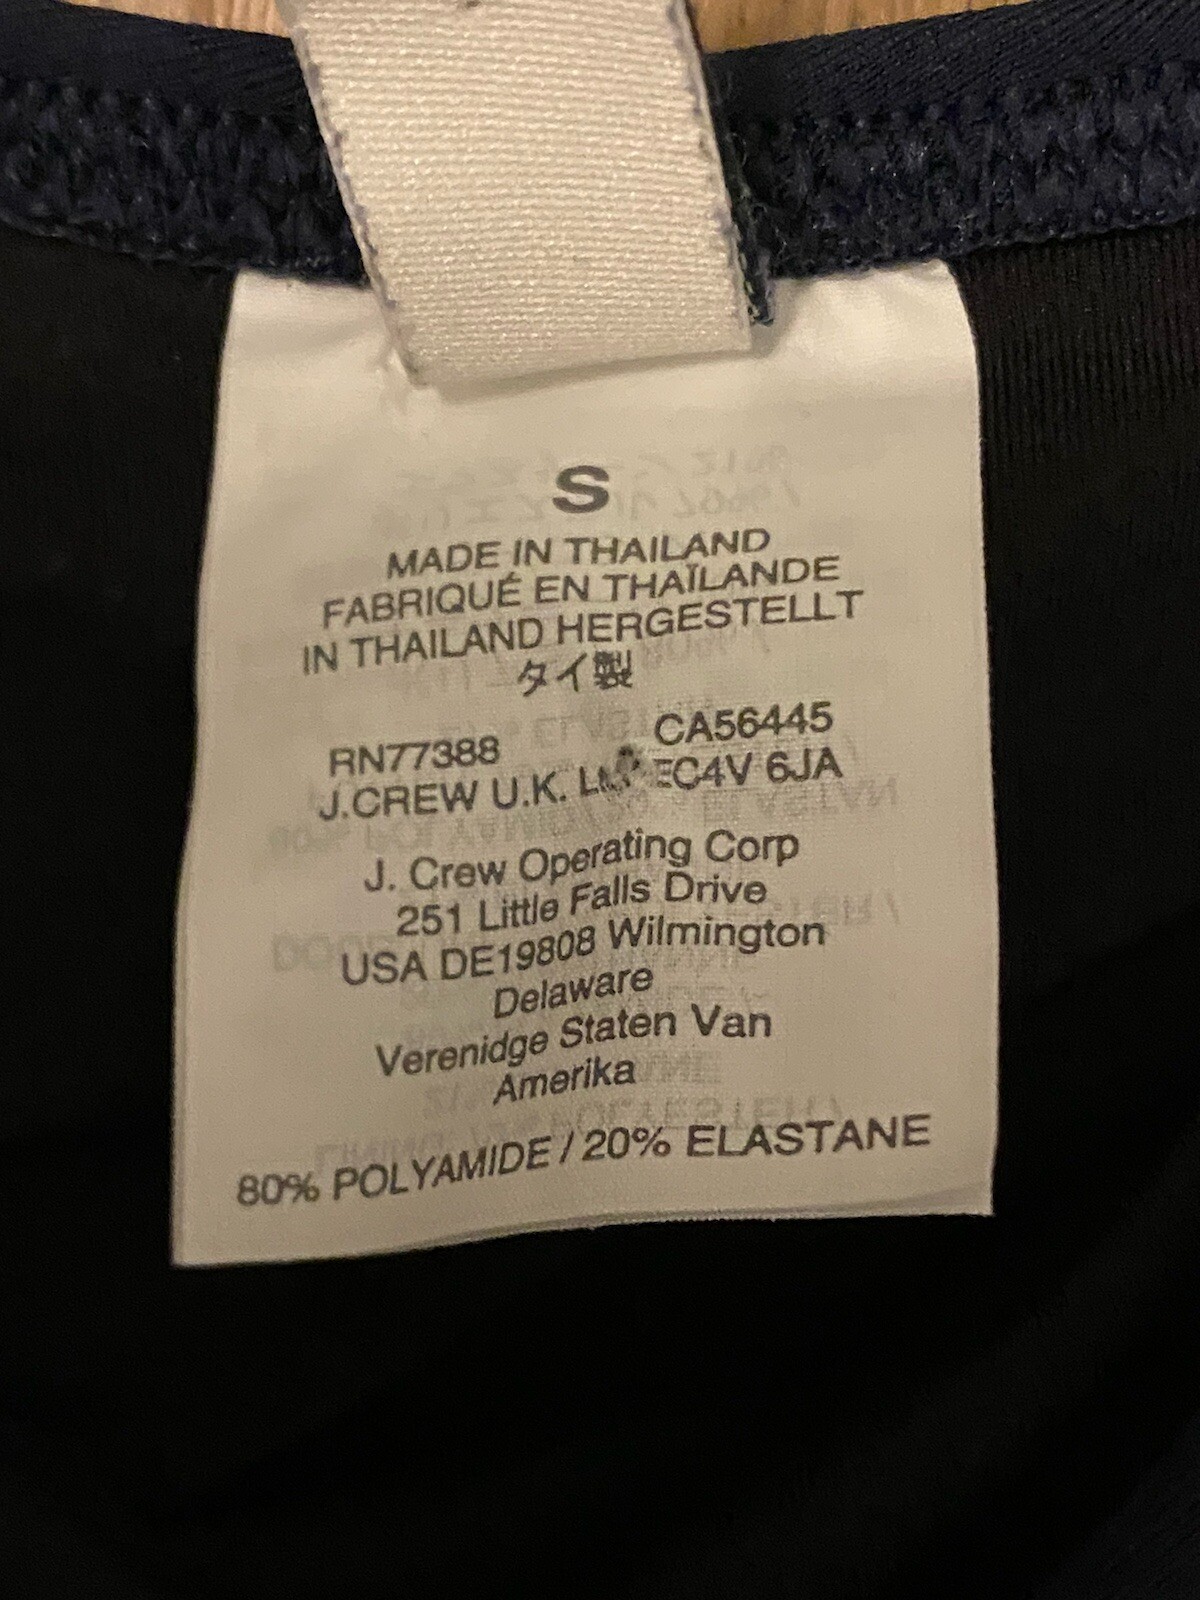 S
MADE IN THAILAND
FABRIQUÉ EN THAÏLANDE
IN THAILAND HERGESTELLT
タイ製
RN77388 CA56445
J.CREW U.K. EC4V 6JA
J. Crew Operating Corp
251 Little Falls Drive
USA DE19808 Wilmington
Delaware
Verenidge Staten Van
Amerika
80% POLYAMIDE / 20% ELASTANE